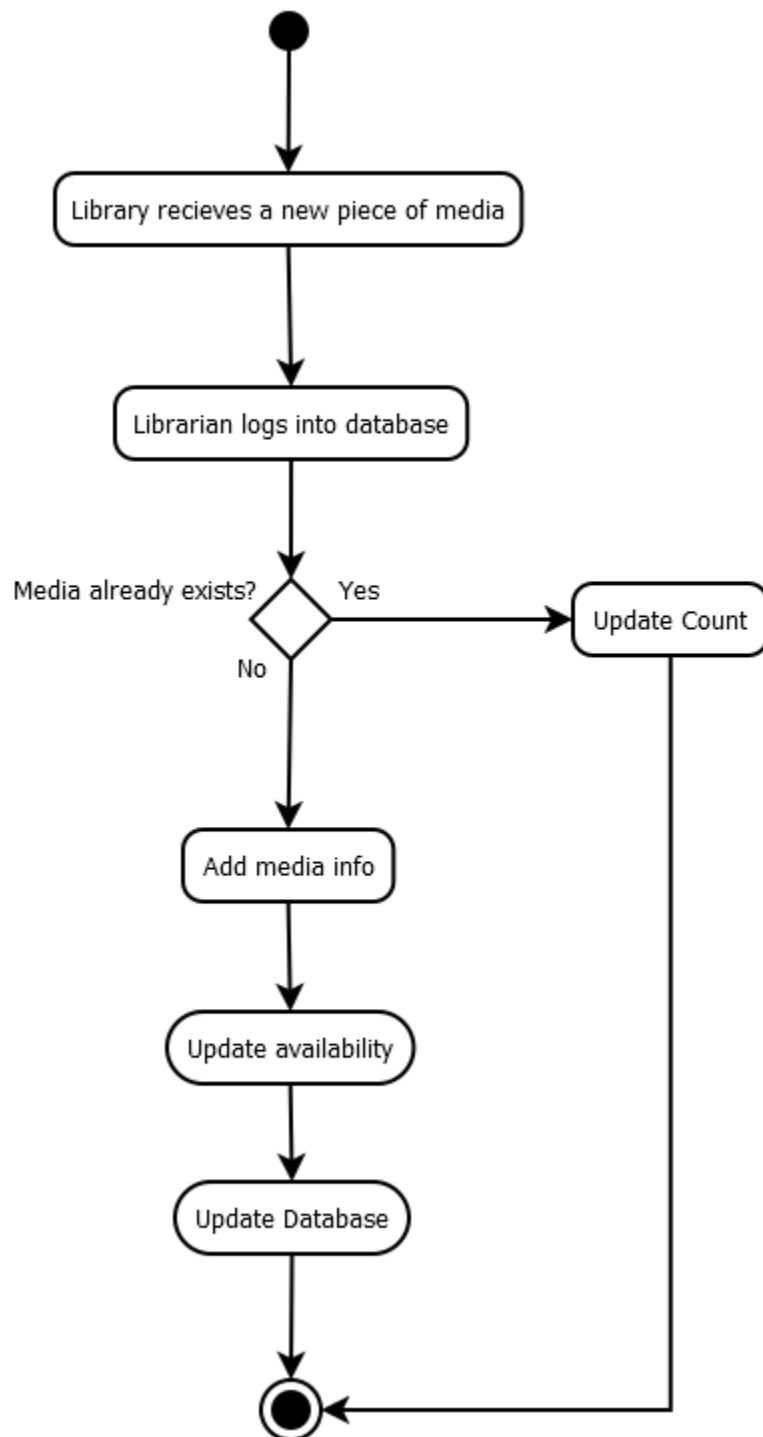 Library recieves a new piece of media
Librarian logs into database
Media already exists?
Yes
Update Count
No
Add media info
Update availability
Update Database